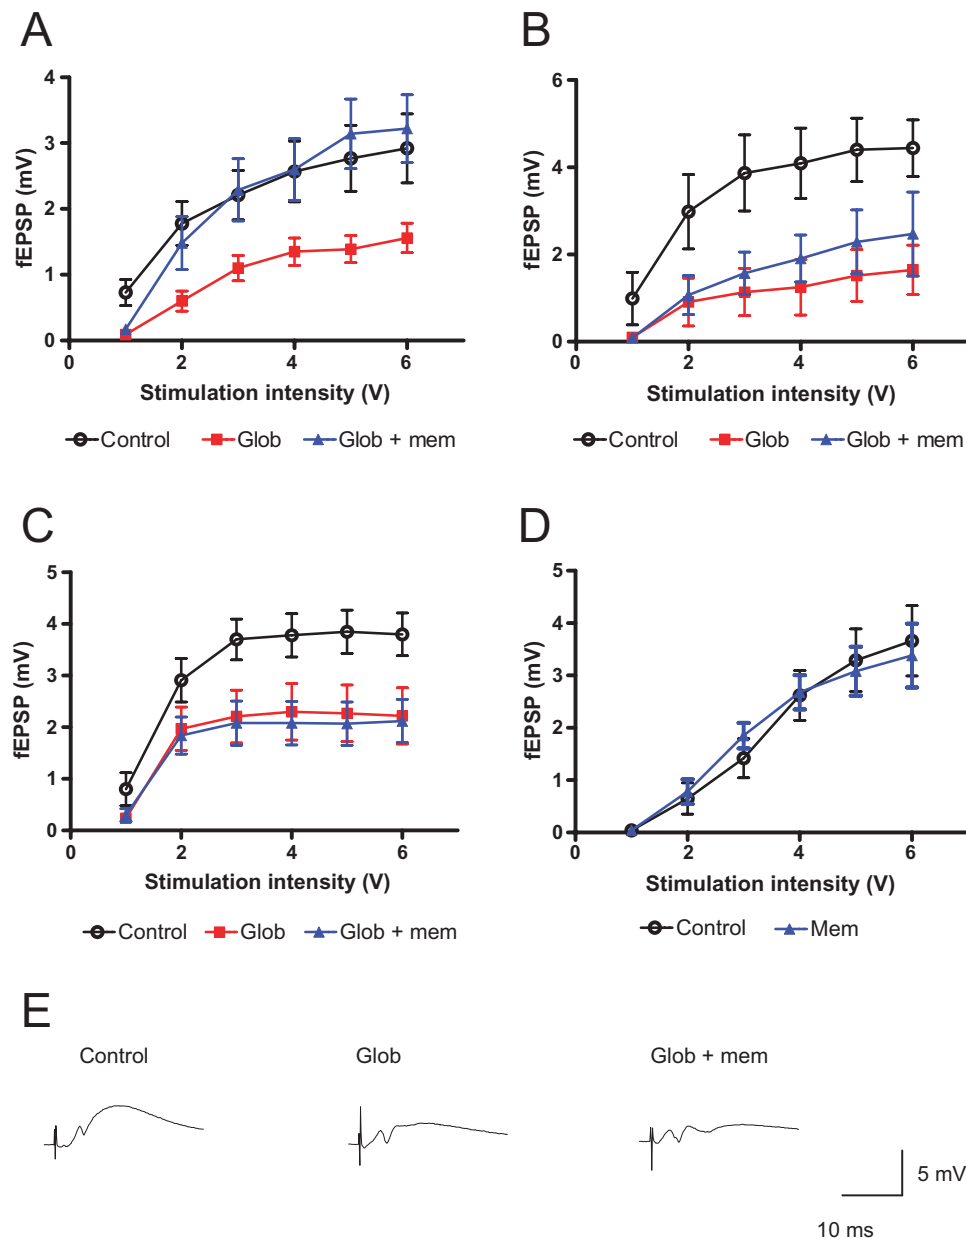 A
4
3
2
1
0
fEPSP (mV)
0 2 4 6
Stimulation intensity (V)
Control Glob Glob + mem
B
6
4
2
0
fEPSP (mV)
0 2 4 6
Stimulation intensity (V)
Control Glob Glob + mem
C
5
4
3
2
1
0
fEPSP (mV)
0 2 4 6
Stimulation intensity (V)
Control Glob Glob + mem
D
5
4
3
2
1
0
fEPSP (mV)
0 2 4 6
Stimulation intensity (V)
Control Mem
E
Control Glob Glob + mem
5 mV
10 ms